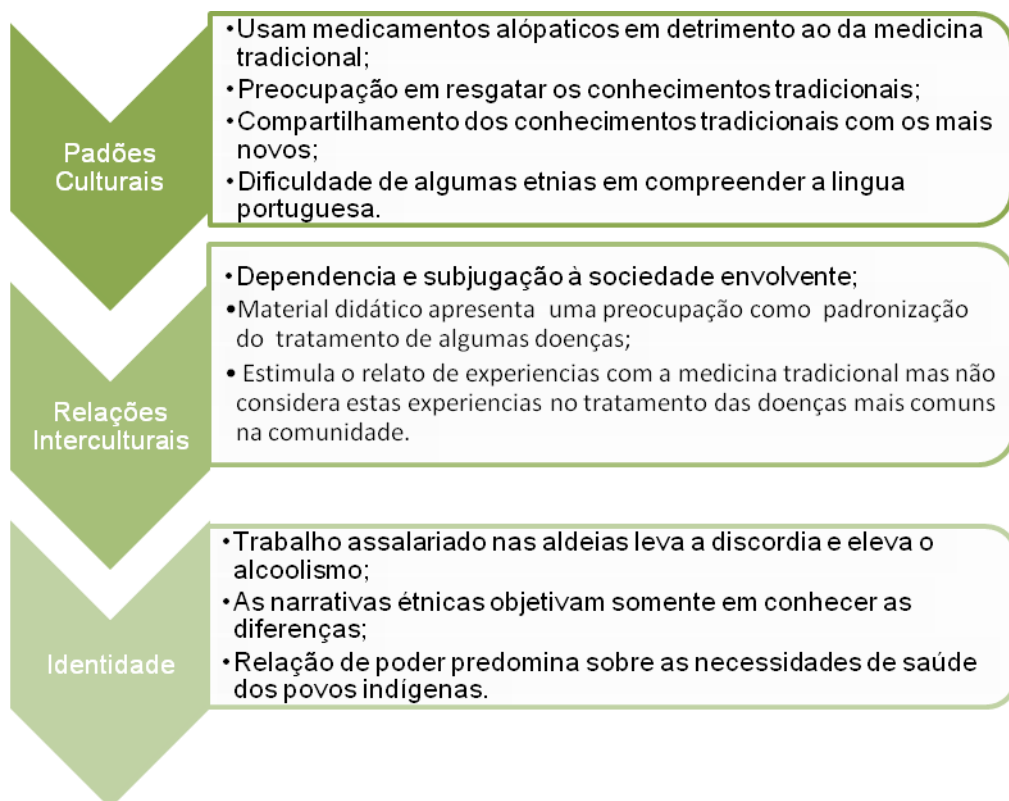 Padões
Culturais
•Usam medicamentos alópaticos em detrimento ao da medicina
tradicional;
•Preocupação em resgatar os conhecimentos tradicionais;
•Compartilhamento dos conhecimentos tradicionais com os mais
novos;
•Dificuldade de algumas etnias em compreender a lingua
portuguesa.
Relações
Interculturais
•Dependencia e subjugação à sociedade envolvente;
•Material didático apresenta uma preocupação como padronização
do tratamento de algumas doenças;
• Estimula o relato de experiencias com a medicina tradicional mas não
considera estas experiencias no tratamento das doenças mais comuns
na comunidade.
Identidade
•Trabalho assalariado nas aldeias leva a discordia e eleva o
alcoolismo;
•As narrativas étnicas objetivam somente em conhecer as
diferenças;
•Relação de poder predomina sobre as necessidades de saúde
dos povos indígenas.